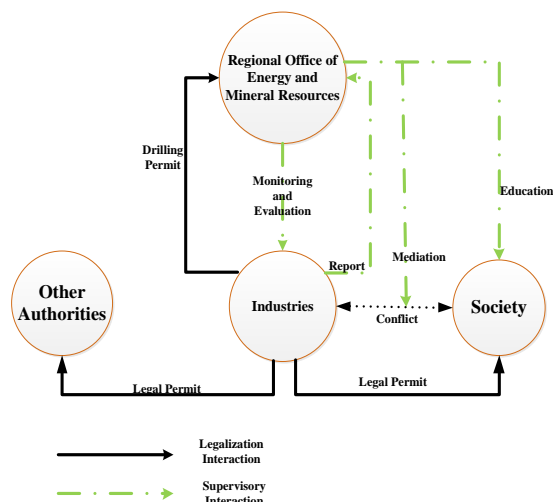 Regional Office of
Energy and
Mineral Resources
Drilling
Permit
Monitoring
and
Evaluation
Education
Report
Mediation
Other
Authorities
Industries
Conflict
Society
Legal Permit
Legal Permit
Legalization
Interaction
Supervisory
Interaction